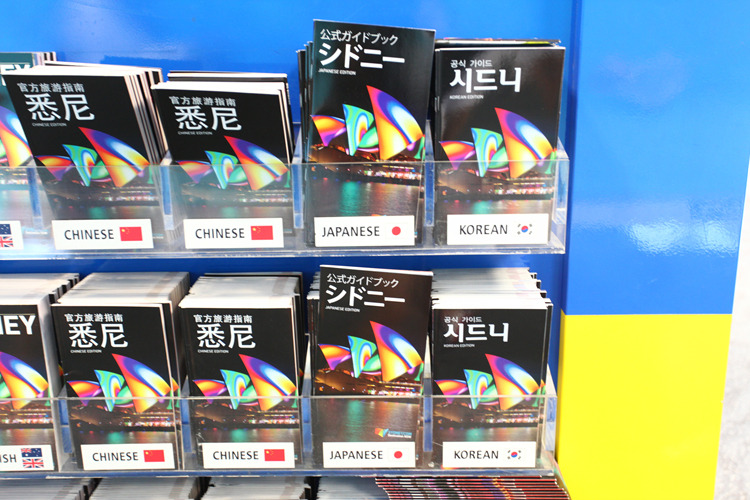 EY
官方旅游指南
悉尼
CHINESE EDITION
CHINESE
官方旅游指南
悉尼
CHINESE EDITION
CHINESE
公式ガイドブック
シドニー
JAPANESE EDITION
JAPANESE
공식 가이드
시드니
KOREAN EDITION
KOREAN
NEY
SH
官方旅游指南
悉尼
CHINESE EDITION
CHINESE
官方旅游指南
悉尼
CHINESE EDITION
CHINESE
公式ガイドブック
シドニー
JAPANESE EDITION
JAPANESE
공식 가이드
시드니
KOREAN EDITION
KOREAN